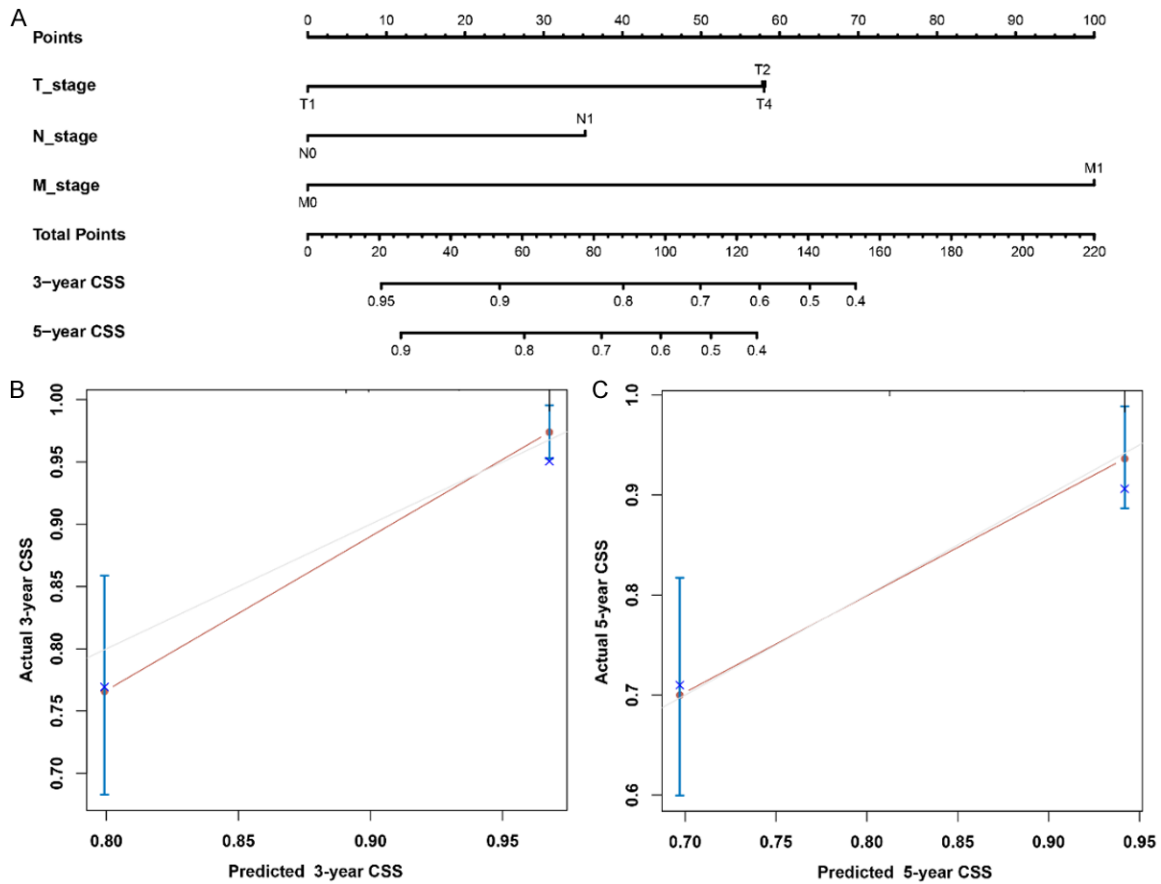 A
Points
0 10 20 30 40 50 60 70 80 90 100
T_stage
T2
T1 T4
N_stage
N1
N0
M_stage
M1
M0
Total Points
0 20 40 60 80 100 120 140 160 180 200 220
3−year CSS
0.95 0.9 0.8 0.7 0.6 0.5 0.4
5−year CSS
0.9 0.8 0.7 0.6 0.5 0.4
B
Actual 3-year CSS
1.00
0.95
0.90
0.85
0.80
0.75
0.70
0.80 0.85 0.90 0.95
Predicted 3-year CSS
C
Actual 5-year CSS
1.0
0.9
0.8
0.7
0.6
0.70 0.75 0.80 0.85 0.90 0.95
Predicted 5-year CSS